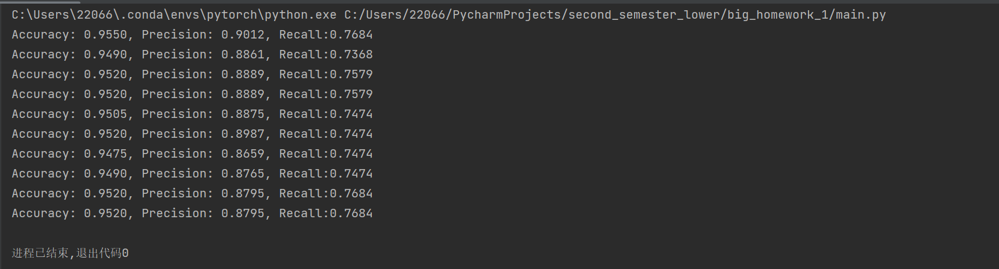 C:\Users\22066\.conda\envs\pytorch\python.exe C:/Users/22066/PycharmProjects/second_semester_lower/big_homework_1/main.py
Accuracy: 0.9550, Precision: 0.9012, Recall:0.7684
Accuracy: 0.9490, Precision: 0.8861, Recall:0.7368
Accuracy: 0.9520, Precision: 0.8889, Recall:0.7579
Accuracy: 0.9520, Precision: 0.8889, Recall:0.7579
Accuracy: 0.9505, Precision: 0.8875, Recall:0.7474
Accuracy: 0.9520, Precision: 0.8987, Recall:0.7474
Accuracy: 0.9475, Precision: 0.8659, Recall:0.7474
Accuracy: 0.9490, Precision: 0.8765, Recall:0.7474
Accuracy: 0.9520, Precision: 0.8795, Recall:0.7684
Accuracy: 0.9520, Precision: 0.8795, Recall:0.7684
进程已结束,退出代码0